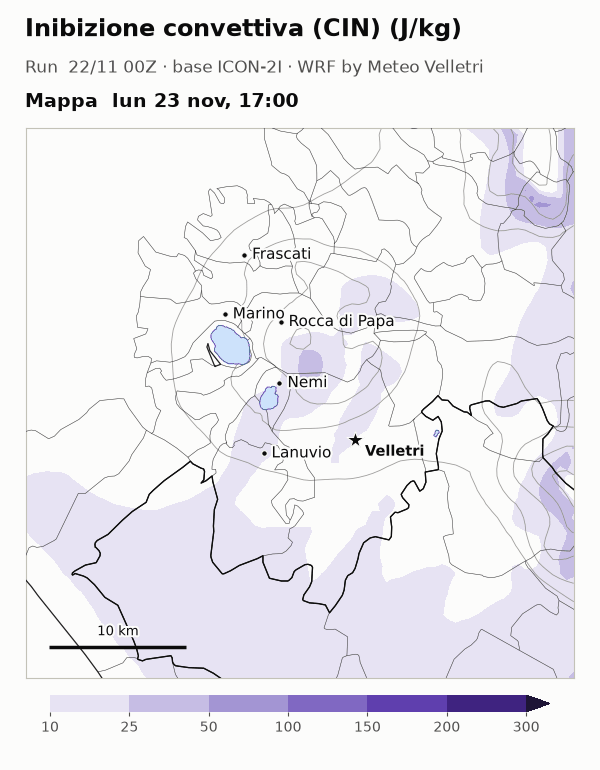 Inibizione convettiva (CIN) (J/kg)
Run 22/11 00Z · base ICON-2I · WRF by Meteo Velletri
Mappa lun 23 nov, 17:00
Frascati
Marino
Rocca di Papa
Nemi
Velletri
Lanuvio
10 km
10 25 50 100 150 200 300